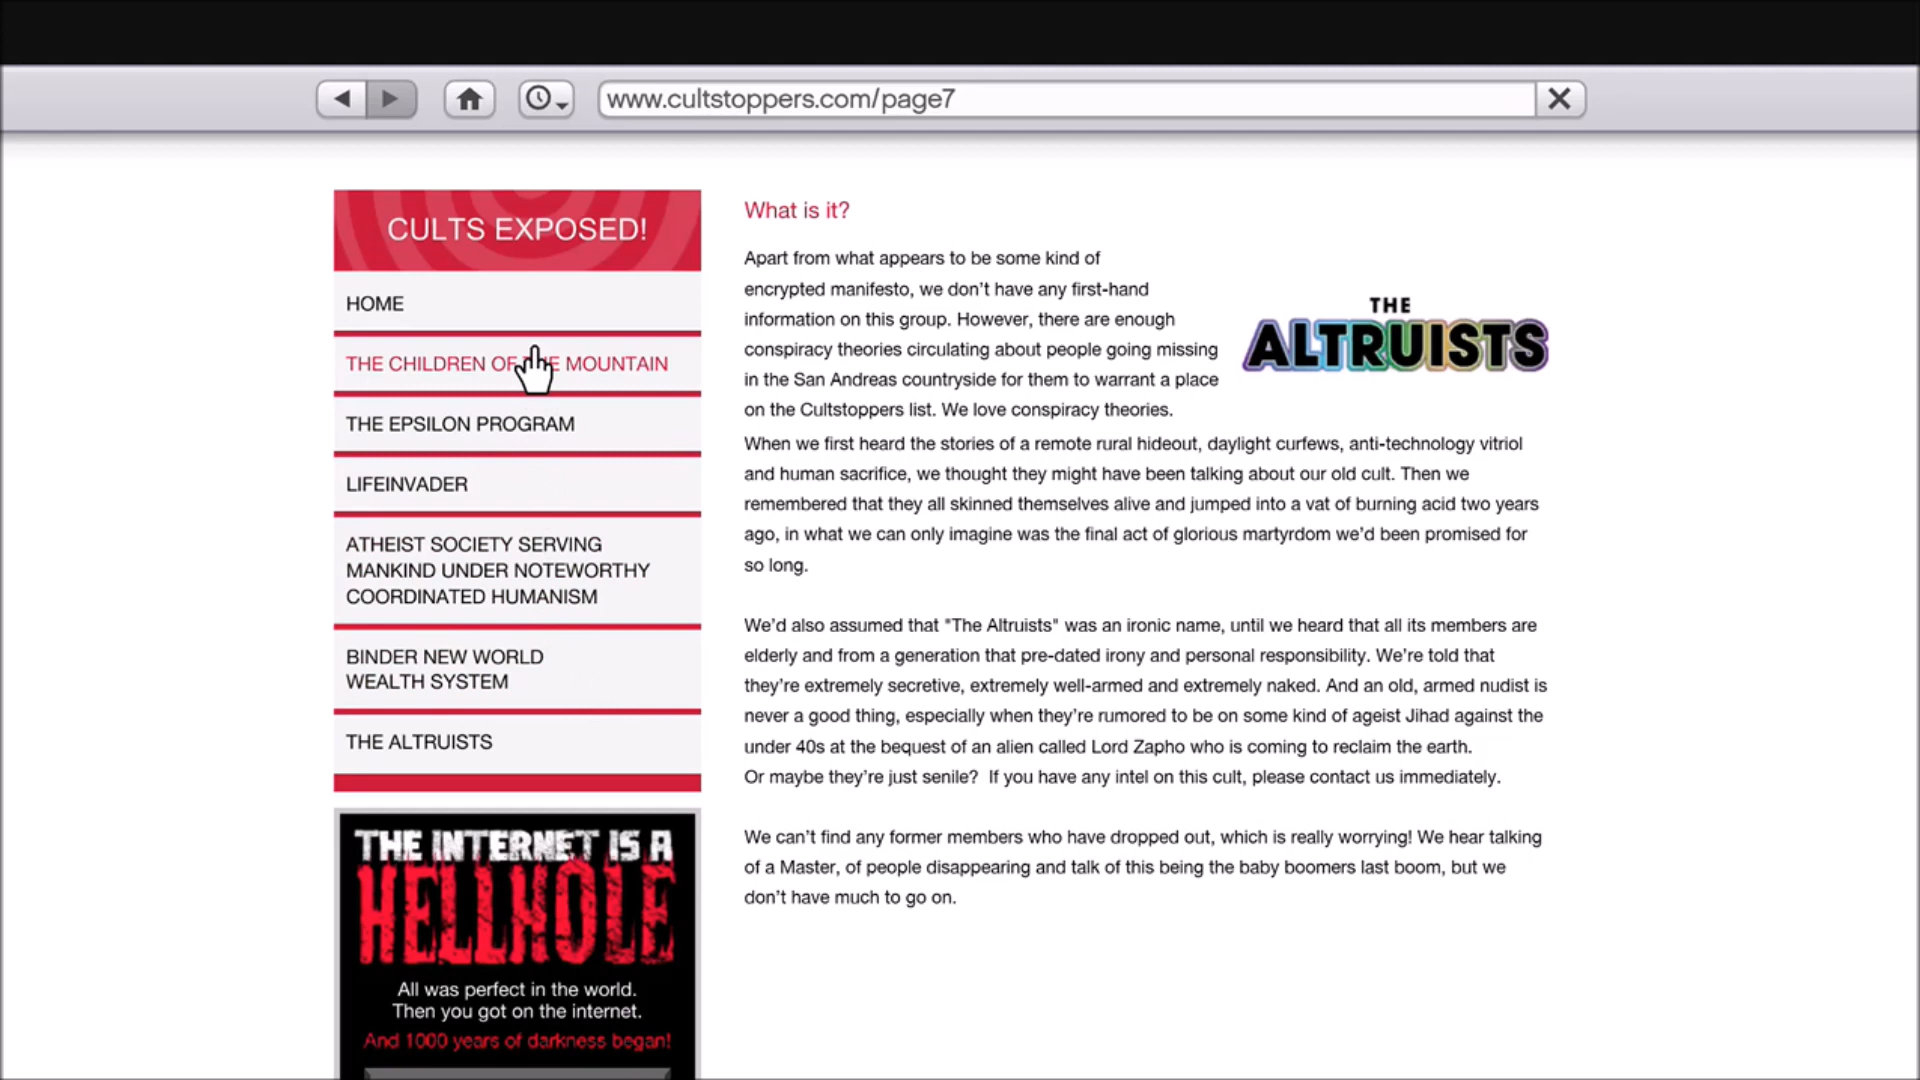 www.cultstoppers.com/page7
CULTS EXPOSED!
HOME
THE CHILDREN OF THE MOUNTAIN
THE EPSILON PROGRAM
LIFEINVADER
ATHEIST SOCIETY SERVING
MANKIND UNDER NOTEWORTHY
COORDINATED HUMANISM
BINDER NEW WORLD
WEALTH SYSTEM
THE ALTRUISTS
THE INTERNET IS A
HELLHOLE
All was perfect in the world.
Then you got on the internet.
And 1000 years of darkness began!
What is it?
Apart from what appears to be some kind of
encrypted manifesto, we don't have any first-hand
information on this group. However, there are enough
conspiracy theories circulating about people going missing
in the San Andreas countryside for them to warrant a place
on the Cultstoppers list. We love conspiracy theories.
THE
ALTRUISTS
When we first heard the stories of a remote rural hideout, daylight curfews, anti-technology vitriol
and human sacrifice, we thought they might have been talking about our old cult. Then we
remembered that they all skinned themselves alive and jumped into a vat of burning acid two years
ago, in what we can only imagine was the final act of glorious martyrdom we'd been promised for
so long.
We'd also assumed that "The Altruists" was an ironic name, until we heard that all its members are
elderly and from a generation that pre-dated irony and personal responsibility. We're told that
they're extremely secretive, extremely well-armed and extremely naked. And an old, armed nudist is
never a good thing, especially when they're rumored to be on some kind of ageist Jihad against the
under 40s at the bequest of an alien called Lord Zapho who is coming to reclaim the earth.
Or maybe they're just senile? If you have any intel on this cult, please contact us immediately.
We can't find any former members who have dropped out, which is really worrying! We hear talking
of a Master, of people disappearing and talk of this being the baby boomers last boom, but we
don't have much to go on.